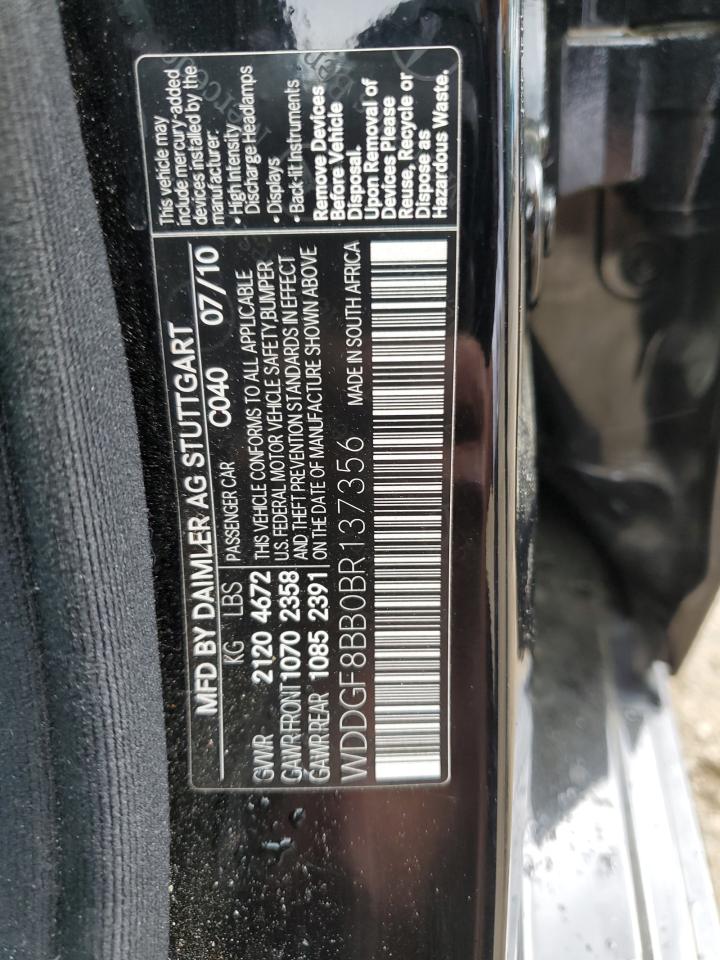 MFD BY DAIMLER AG STUTTGART
C040 07/10
KG LBS PASSENGER CAR
GVWR 2120 4672
GAWR-FRONT 1070 2358
GAWR-REAR 1085 2391
THIS VEHICLE CONFORMS TO ALL APPLICABLE
U.S. FEDERAL MOTOR VEHICLE SAFETY,BUMPER
AND THEFT PREVENTION STANDARDS IN EFFECT
ON THE DATE OF MANUFACTURE SHOWN ABOVE
WDDGF8BB0BR137356 MADE IN SOUTH AFRICA
This vehicle may
include mercury-added
devices installed by the
manufacturer:
• High Intensity
Discharge Headlamps
• Displays
• Back-lit Instruments
Remove Devices
Before Vehicle
Disposal.
Upon Removal of
Devices Please
Reuse, Recycle or
Dispose as
Hazardous Waste.